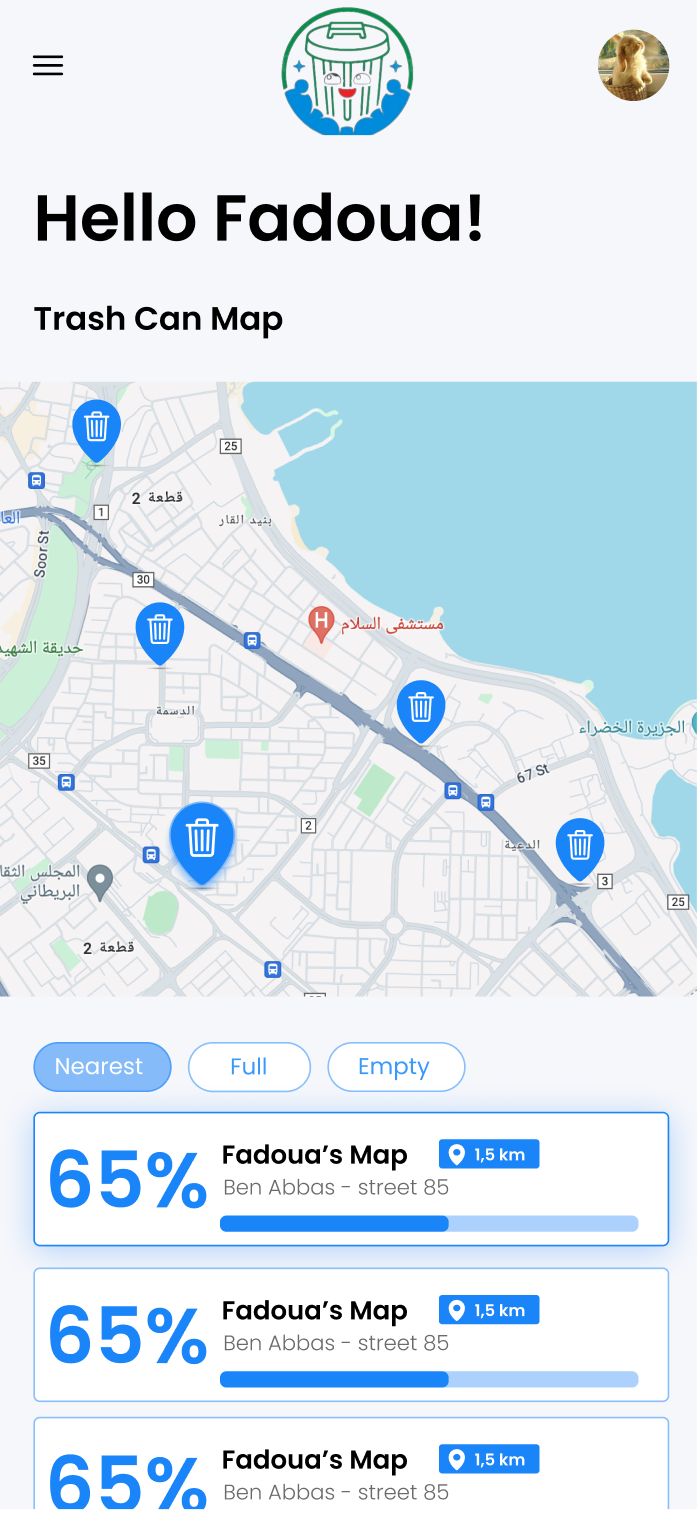 Hello Fadoua!
Trash Can Map
25
قطعة 2
1
العا
بنيد القار
Soor St
30
H
مستشفى السلام
حديقة الشهيد
الدسمة
الجزيرة الخضراء
35
67 St
2
الدعية
المجلس الثقا
البريطاني
3
25
قطعة 2
Nearest
Full
Empty
65%
Fadoua’s Map
1,5 km
Ben Abbas - street 85
65%
Fadoua’s Map
1,5 km
Ben Abbas - street 85
65%
Fadoua’s Map
1,5 km
Ben Abbas - street 85